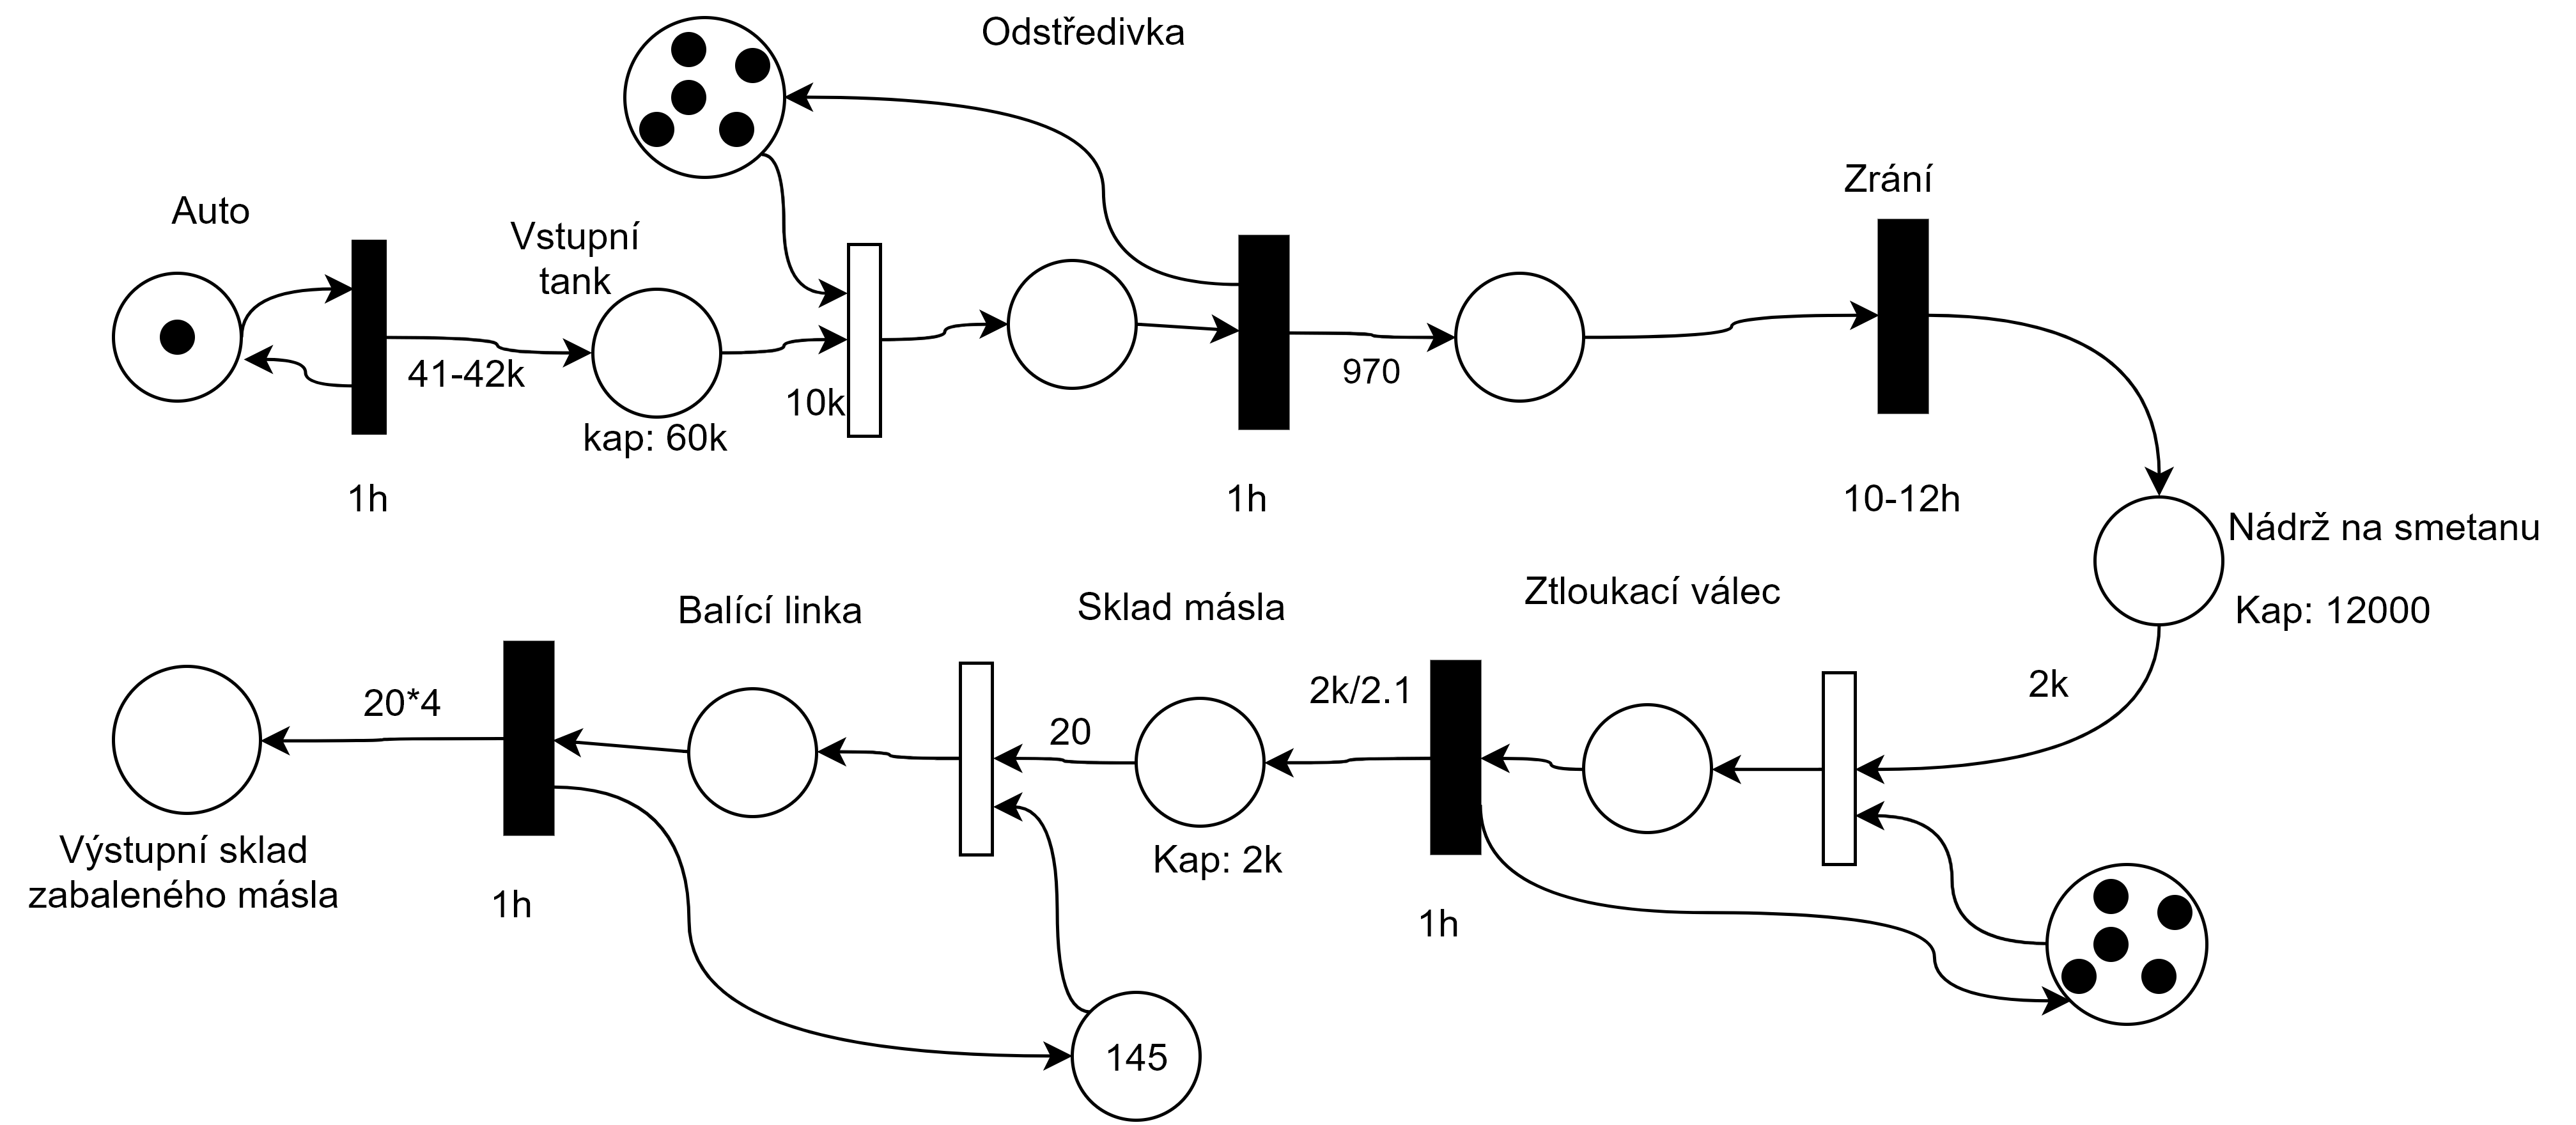 Odstředivka
Zrání
Auto
Vstupní
tank
41-42k
10k
970
kap: 60k
1h
1h
10-12h
Nádrž na smetanu
Kap: 12000
Balící linka
Sklad másla
Ztloukací válec
20*4
20
2k/2.1
2k
Výstupní sklad
zabaleného másla
1h
Kap: 2k
1h
145